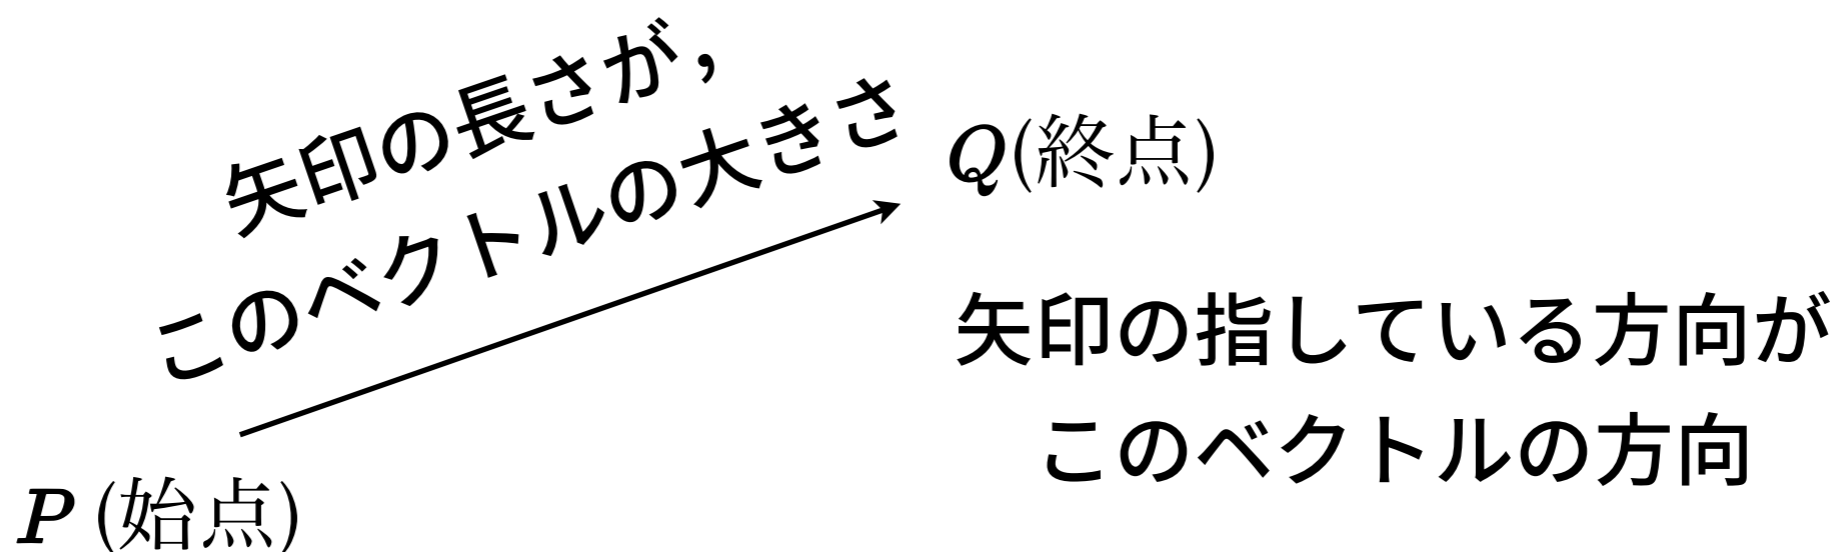 矢印の長さが，
このベクトルの大きさ
Q(終点)
矢印の指している方向が
このベクトルの方向
P (始点)